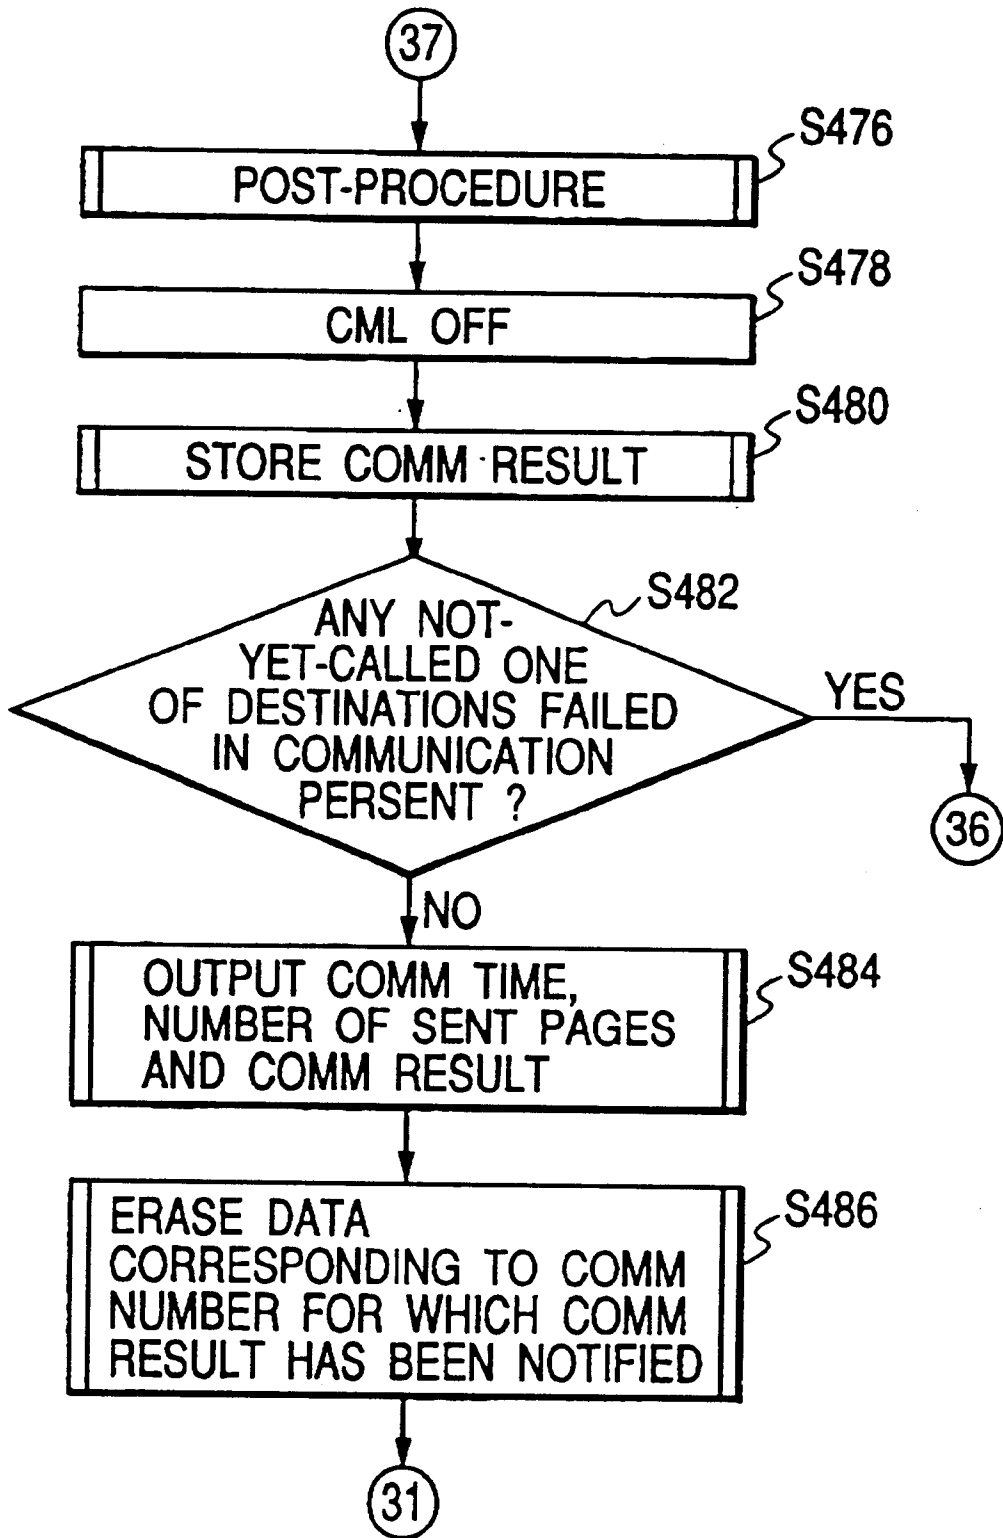 37
S476
POST-PROCEDURE
S478
CML OFF
S480
STORE COMM RESULT
S482
ANY NOT-
YET-CALLED ONE
OF DESTINATIONS FAILED
IN COMMUNICATION
PERSENT ?
YES
36
NO
S484
OUTPUT COMM TIME,
NUMBER OF SENT PAGES
AND COMM RESULT
S486
ERASE DATA
CORRESPONDING TO COMM
NUMBER FOR WHICH COMM
RESULT HAS BEEN NOTIFIED
31